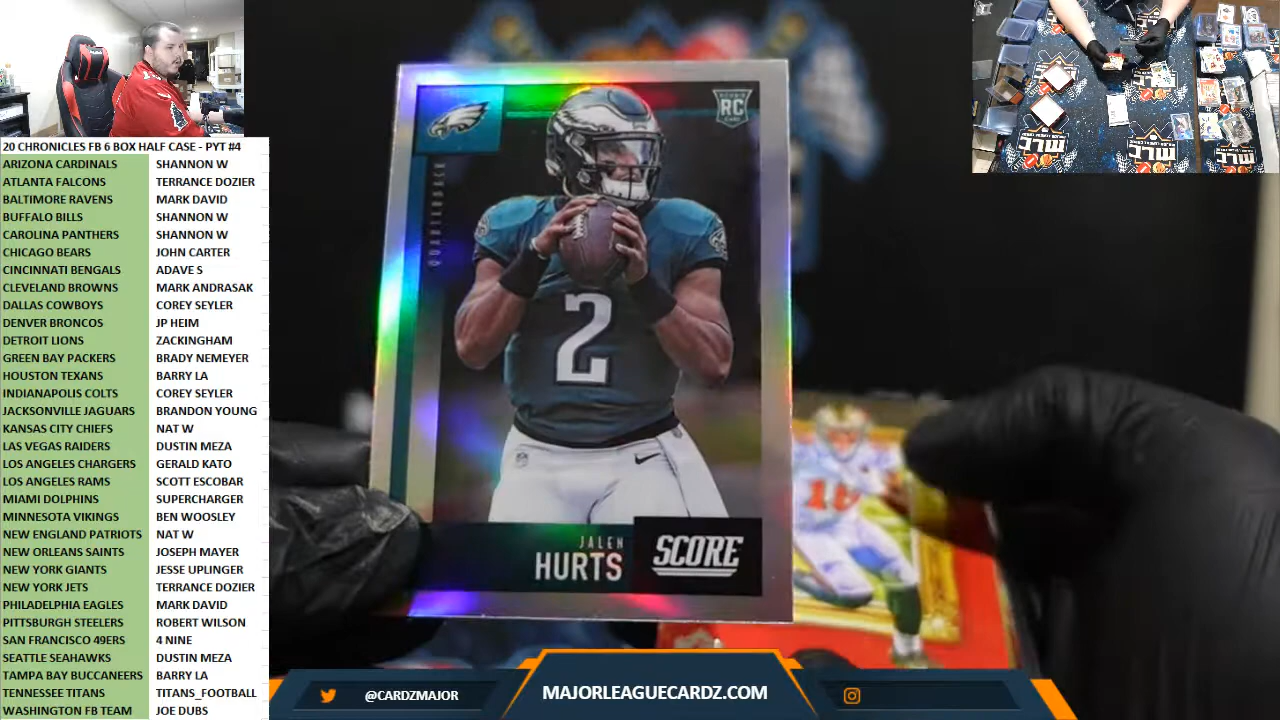 20 CHRONICLES FB 6 BOX HALF CASE - PYT #4
ARIZONA CARDINALS SHANNON W
ATLANTA FALCONS TERRANCE DOZIER
BALTIMORE RAVENS MARK DAVID
BUFFALO BILLS SHANNON W
CAROLINA PANTHERS SHANNON W
CHICAGO BEARS JOHN CARTER
CINCINNATI BENGALS ADAVE S
CLEVELAND BROWNS MARK ANDRASAK
DALLAS COWBOYS COREY SEYLER
DENVER BRONCOS JP HEIM
DETROIT LIONS ZACKINGHAM
GREEN BAY PACKERS BRADY NEMEYER
HOUSTON TEXANS BARRY LA
INDIANAPOLIS COLTS COREY SEYLER
JACKSONVILLE JAGUARS BRANDON YOUNG
KANSAS CITY CHIEFS NAT W
LAS VEGAS RAIDERS DUSTIN MEZA
LOS ANGELES CHARGERS GERALD KATO
LOS ANGELES RAMS SCOTT ESCOBAR
MIAMI DOLPHINS SUPERCHARGER
MINNESOTA VIKINGS BEN WOOSLEY
NEW ENGLAND PATRIOTS NAT W
NEW ORLEANS SAINTS JOSEPH MAYER
NEW YORK GIANTS JESSE UPLINGER
NEW YORK JETS TERRANCE DOZIER
PHILADELPHIA EAGLES MARK DAVID
PITTSBURGH STEELERS ROBERT WILSON
SAN FRANCISCO 49ERS 4 NINE
SEATTLE SEAHAWKS DUSTIN MEZA
TAMPA BAY BUCCANEERS BARRY LA
TENNESSEE TITANS TITANS_FOOTBALL
WASHINGTON FB TEAM JOE DUBS
RC
QUARTERBACK
2
JALEN
HURTS
SCORE
@CARDZMAJOR
MAJORLEAGUECARDZ.COM